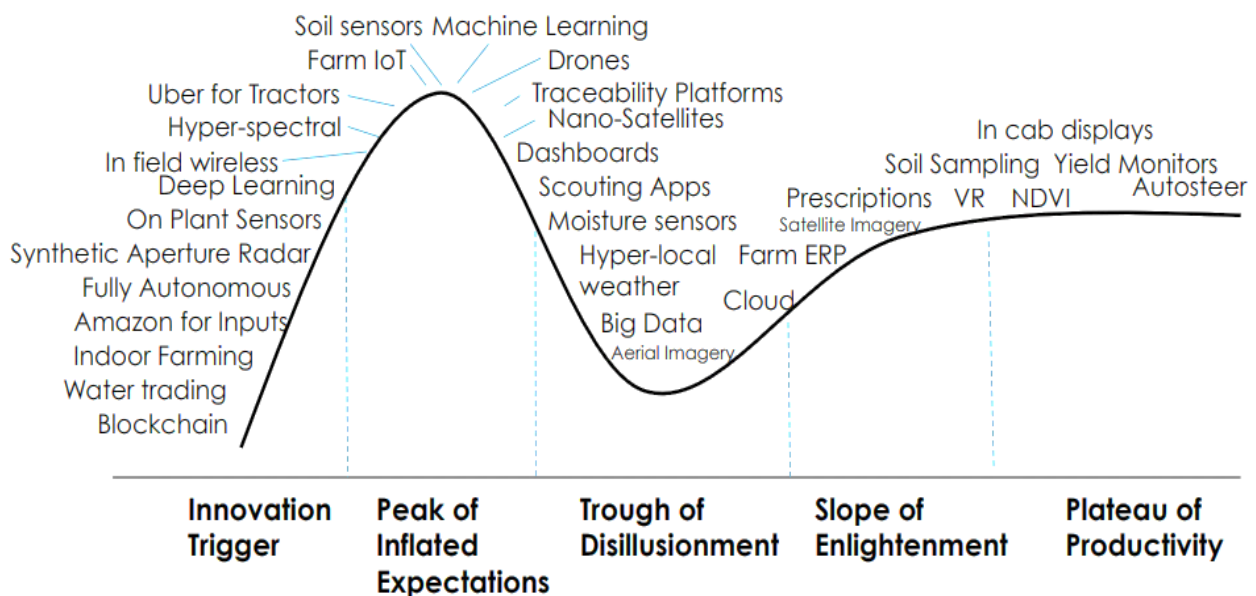 Soil sensors
Machine Learning
Farm IoT
Drones
Uber for Tractors
Traceability Platforms
Hyper-spectral
Nano-Satellites
In field wireless
Dashboards
Deep Learning
Scouting Apps
On Plant Sensors
Moisture sensors
Synthetic Aperture Radar
Hyper-local
weather
Fully Autonomous
Amazon for Inputs
Big Data
Indoor Farming
Aerial Imagery
Water trading
Blockchain
Cloud
Farm ERP
Satellite Imagery
Prescriptions
Soil Sampling
VR
NDVI
In cab displays
Yield Monitors
Autosteer
Innovation
Trigger
Peak of
Inflated
Expectations
Trough of
Disillusionment
Slope of
Enlightenment
Plateau of
Productivity